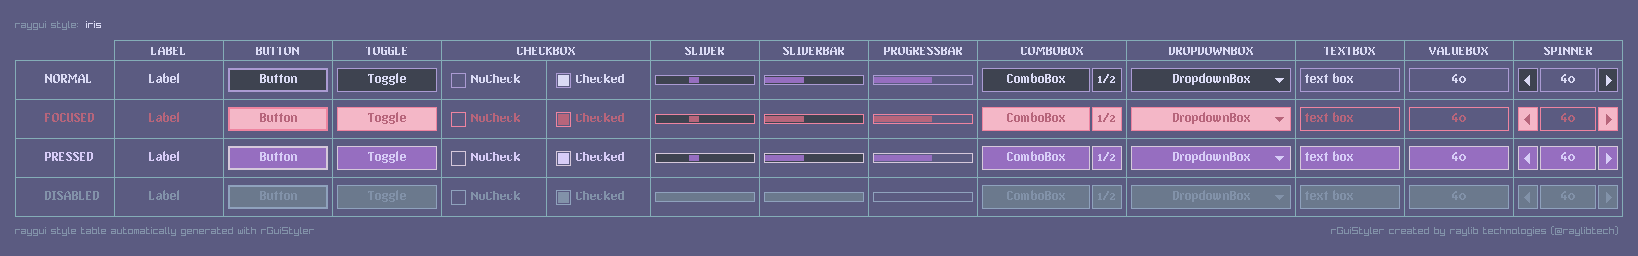 raygui style: iris
LABEL BUTTON TOGGLE CHECKBOX SLIDER SLIDERBAR PROGRESSBAR COMBOBOX DROPDOWNBOX TEXTBOX VALUEBOX SPINNER
NORMAL Label Button Toggle NoCheck Checked ComboBox 1/2 DropdownBox text box 40 40
FOCUSED Label Button Toggle NoCheck Checked ComboBox 1/2 DropdownBox text box 40 40
PRESSED Label Button Toggle NoCheck Checked ComboBox 1/2 DropdownBox text box 40 40
DISABLED Label Button Toggle NoCheck Checked ComboBox 1/2 DropdownBox text box 40 40
raygui style table automatically generated with rGuiStyler rGuiStyler created by raylib technologies (@raylibtech)